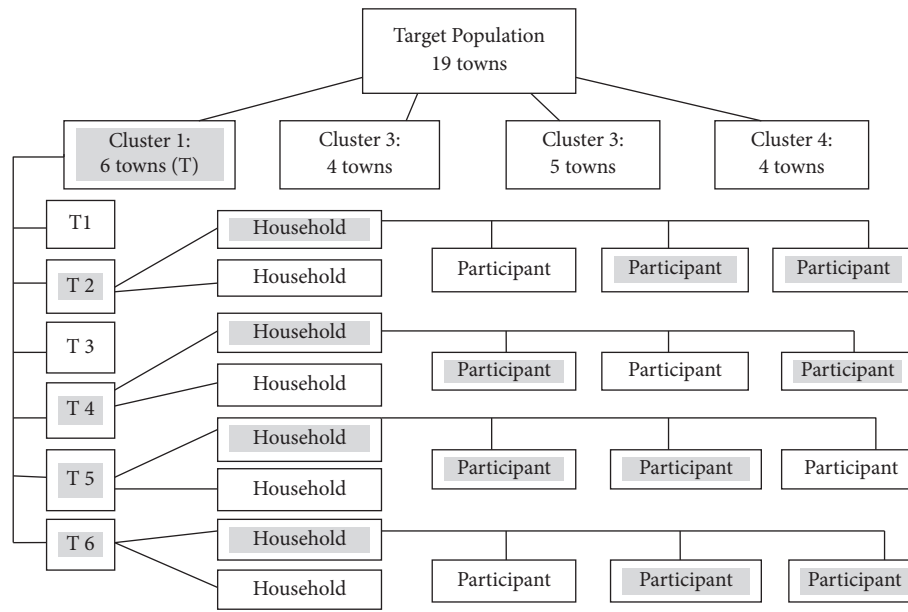 Target Population
19 towns
Cluster 1:
6 towns (T)
Cluster 3:
4 towns
Cluster 3:
5 towns
Cluster 4:
4 towns
T1
Household
Participant
Participant
Participant
T 2
Household
T 3
Household
Participant
Participant
Participant
T 4
Household
Household
T 5
Participant
Participant
Participant
Household
T 6
Household
Participant
Participant
Participant
Household